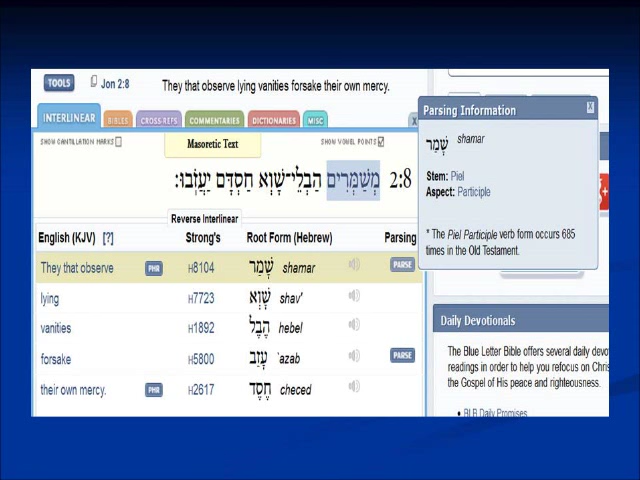 TOOLS Jon 2:8 They that observe lying vanities forsake their own mercy.
INTERLINEAR BIBLES CROSS-REFS COMMENTARIES DICTIONARIES MISC X
SHOW CANTILLATION MARKS Masoretic Text SHOW VOWEL POINTS
2:8 מְשַׁמְּרִים הַבְלֵי־שָׁוְא חַסְדָּם יַעֲזֹבוּ׃
Reverse Interlinear
English (KJV) [?] Strong's Root Form (Hebrew) Parsing
They that observe PHR H8104 שָׁמַר shamar PARSE
lying H7723 שָׁוְא shav'
vanities H1892 הֶבֶל hebel
forsake H5800 עָזַב `azab PARSE
their own mercy. PHR H2617 חֶסֶד checed
Parsing Information X
שָׁמַר shamar
Stem: Piel
Aspect: Participle
* The Piel Participle verb form occurs 685
times in the Old Testament.
Daily Devotionals
The Blue Letter Bible offers several daily devo
readings in order to help you refocus on Chris
the Gospel of His peace and righteousness.
• BLB Daily Promises